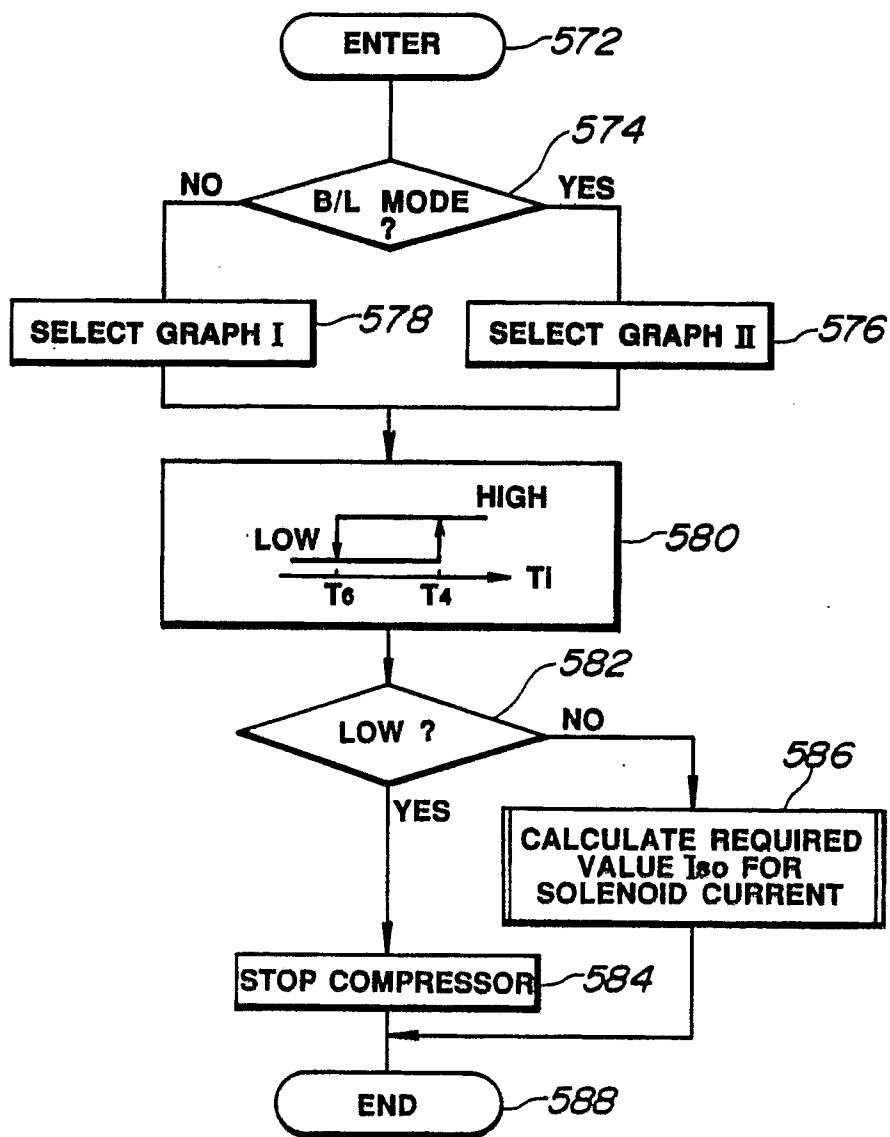 ENTER
572
574
NO
YES
B/L MODE
?
SELECT GRAPH I
578
SELECT GRAPH II
576
HIGH
LOW
580
Ti
T6
T4
582
LOW ?
NO
YES
586
CALCULATE REQUIRED
VALUE Iso FOR
SOLENOID CURRENT
STOP COMPRESSOR
584
END
588